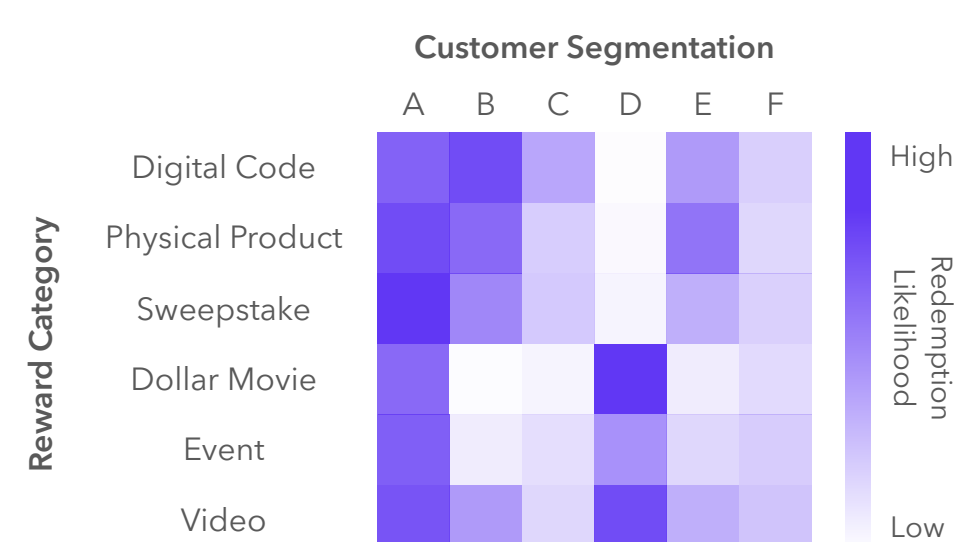 Customer Segmentation
A B C D E F
Reward Category
Digital Code
Physical Product
Sweepstake
Dollar Movie
Event
Video
High
Redemption
Likelihood
Low